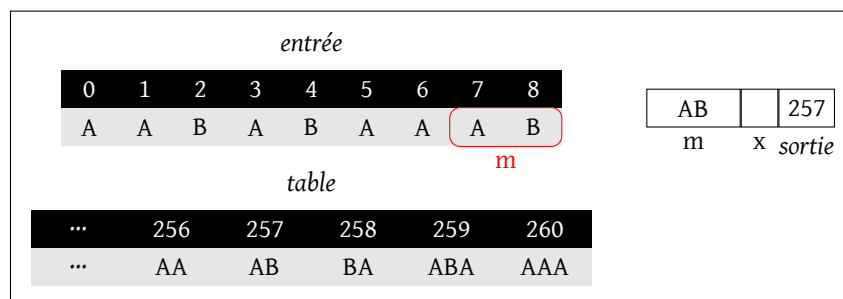 entrée
0 1 2 3 4 5 6 7 8
A A B A B A A A B
m
AB 257
m x sortie
table
... 256 257 258 259 260
... AA AB BA ABA AAA